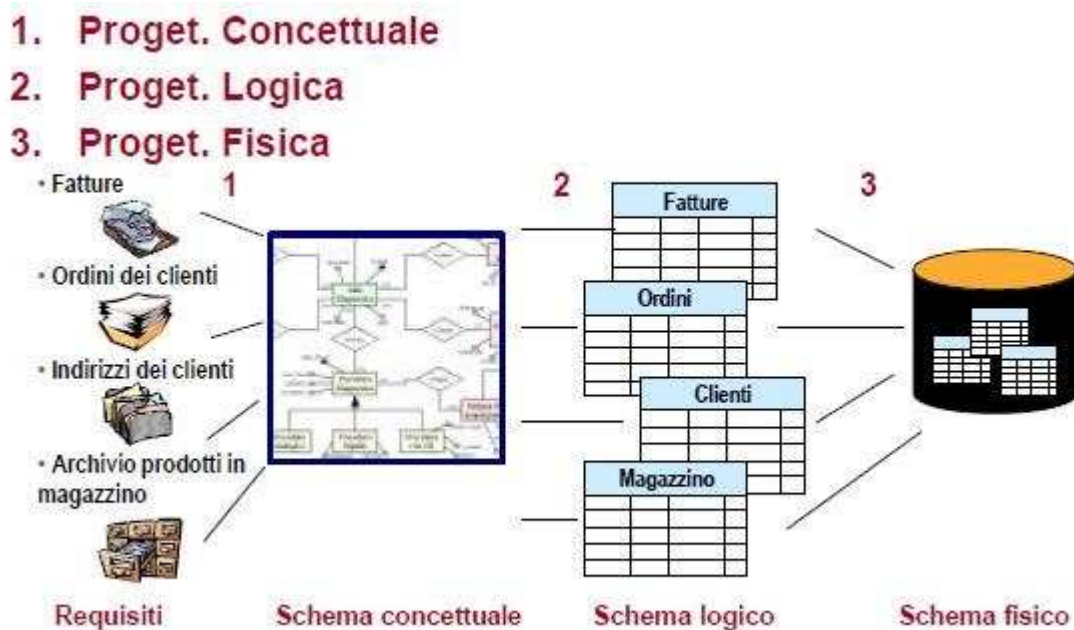 1. Proget. Concettuale
2. Proget. Logica
3. Proget. Fisica
• Fatture
1
2
3
• Ordini dei clienti
• Indirizzi dei clienti
• Archivio prodotti in
magazzino
Fatture
Ordini
Clienti
Magazzino
Requisiti
Schema concettuale
Schema logico
Schema fisico